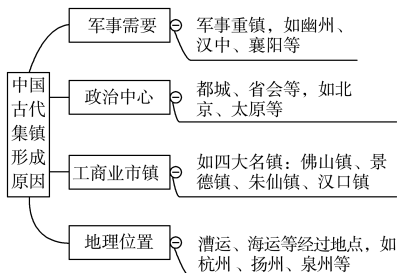 中国
古代
集镇
形成
原因
军事需要
军事重镇，如幽州、
汉中、襄阳等
政治中心
都城、省会等，如北
京、太原等
工商业市镇
如四大名镇：佛山镇、景
德镇、朱仙镇、汉口镇
地理位置
漕运、海运等经过地点，如
杭州、扬州、泉州等